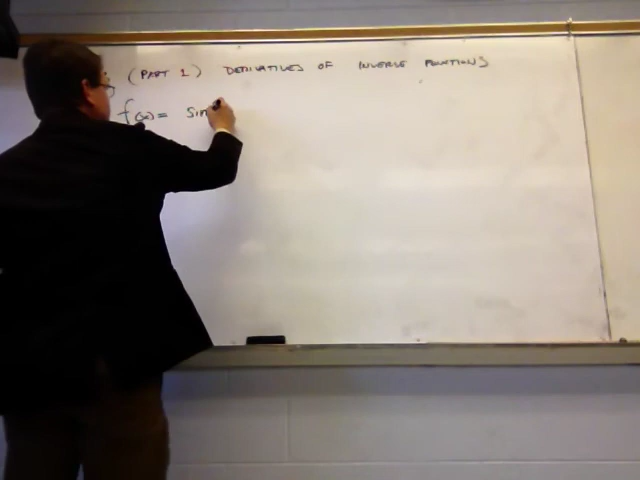 (PART 1) DERIVATIVES OF INVERSE FUNCTIONS
f(x) = sin